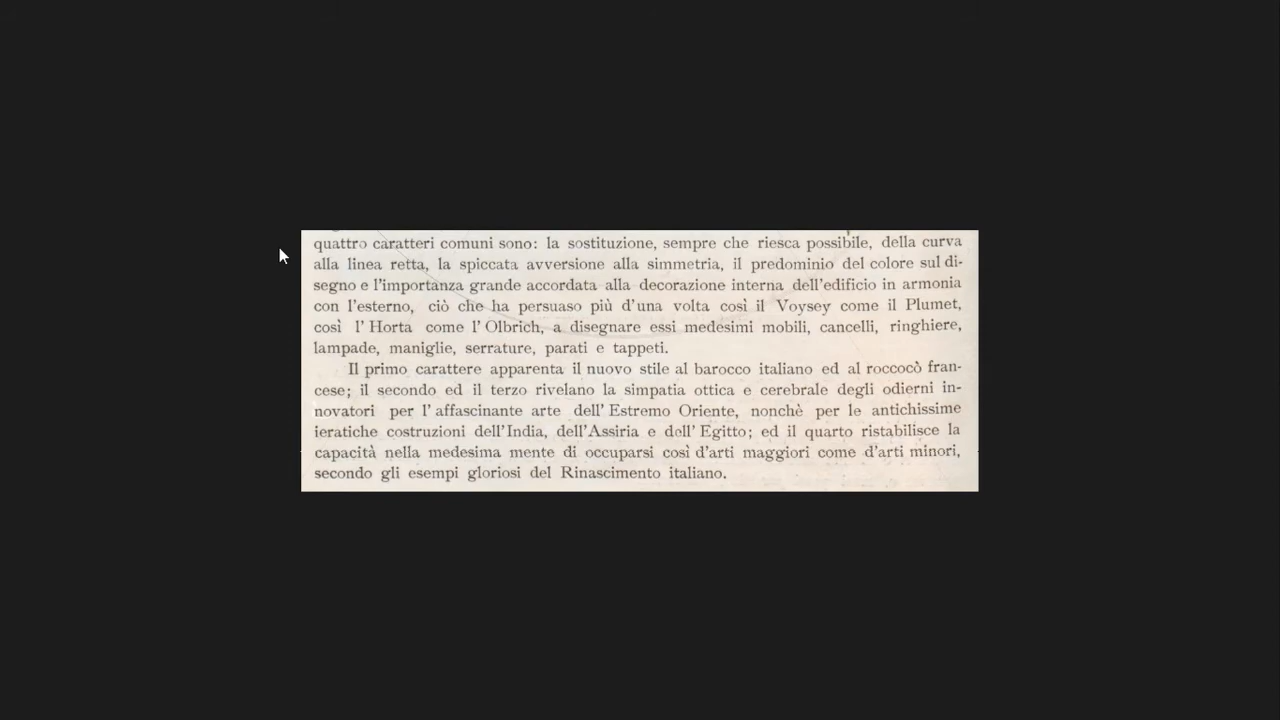 quattro caratteri comuni sono: la sostituzione, sempre che riesca possibile, della curva
alla linea retta, la spiccata avversione alla simmetria, il predominio del colore sul di-
segno e l'importanza grande accordata alla decorazione interna dell'edificio in armonia
con l'esterno, ciò che ha persuaso più d'una volta così il Voysey come il Plumet,
così l'Horta come l'Olbrich, a disegnare essi medesimi mobili, cancelli, ringhiere,
lampade, maniglie, serrature, parati e tappeti.
Il primo carattere apparenta il nuovo stile al barocco italiano ed al roccocò fran-
cese; il secondo ed il terzo rivelano la simpatia ottica e cerebrale degli odierni in-
novatori per l'affascinante arte dell'Estremo Oriente, nonchè per le antichissime
ieratiche costruzioni dell'India, dell'Assiria e dell'Egitto; ed il quarto ristabilisce la
capacità nella medesima mente di occuparsi così d'arti maggiori come d'arti minori,
secondo gli esempi gloriosi del Rinascimento italiano.